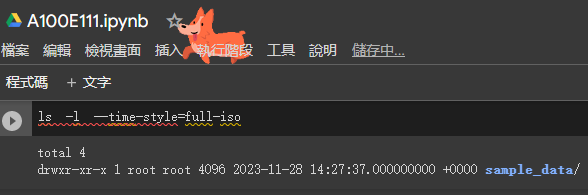 A100E111.ipynb
檔案 編輯 檢視畫面 插入 執行階段 工具 說明 儲存中...
程式碼 + 文字
ls -l --time-style=full-iso
total 4
drwxr-xr-x 1 root root 4096 2023-11-28 14:27:37.000000000 +0000 sample_data/